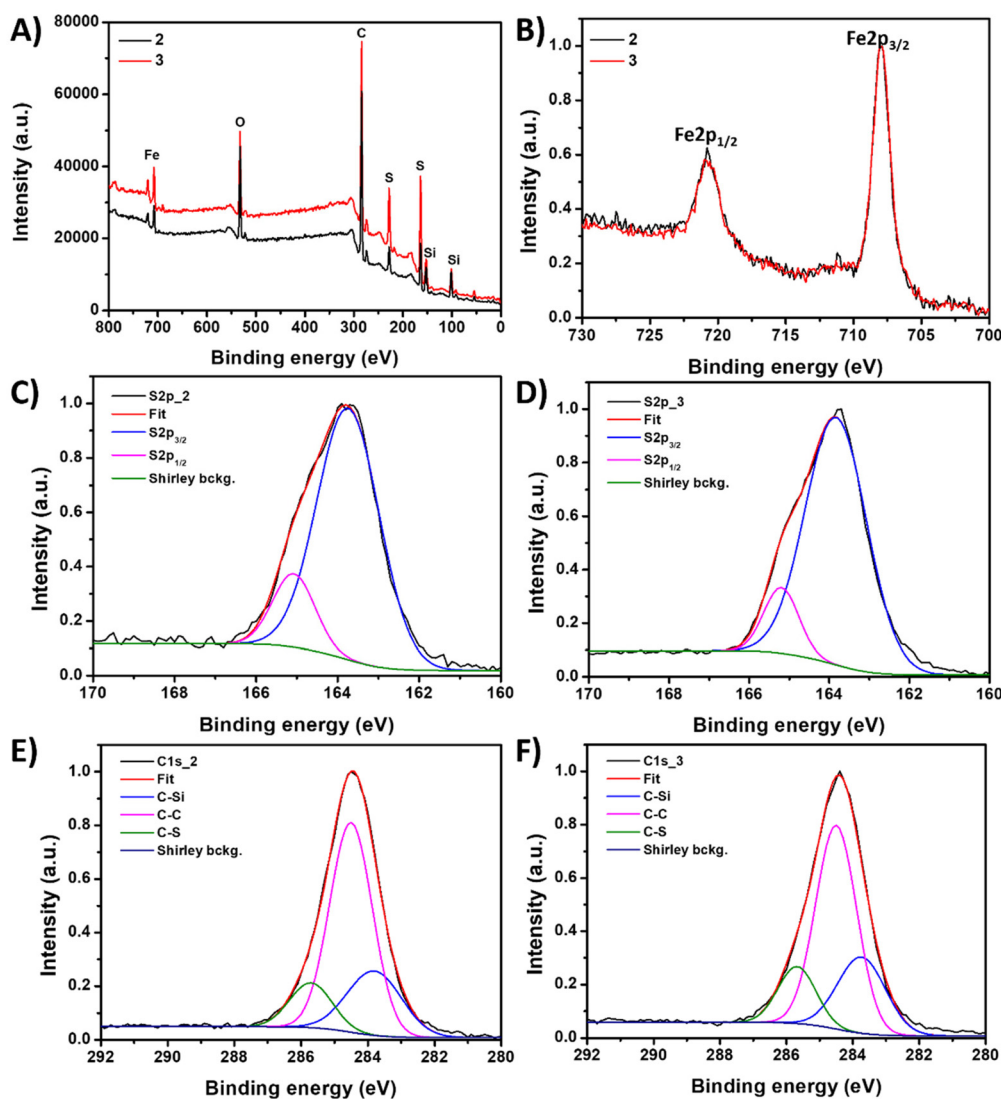 A)
2
3
C
O
Fe
S
S
Si
Si
80000
60000
40000
20000
0
Intensity (a.u.)
800 700 600 500 400 300 200 100 0
Binding energy (eV)
B)
2
3
Fe2p3/2
Fe2p1/2
1.0
0.8
0.6
0.4
0.2
0.0
Intensity (a.u.)
730 725 720 715 710 705 700
Binding energy (eV)
C)
S2p_2
Fit
S2p3/2
S2p1/2
Shirley bckg.
1.0
0.8
0.6
0.4
0.2
0.0
Intensity (a.u.)
170 168 166 164 162 160
Binding energy (eV)
D)
S2p_3
Fit
S2p3/2
S2p1/2
Shirley bckg.
1.0
0.8
0.6
0.4
0.2
0.0
Intensity (a.u.)
170 168 166 164 162 160
Binding energy (eV)
E)
C1s_2
Fit
C-Si
C-C
C-S
Shirley bckg.
1.0
0.8
0.6
0.4
0.2
0.0
Intensity (a.u.)
292 290 288 286 284 282 280
Binding energy (eV)
F)
C1s_3
Fit
C-Si
C-C
C-S
Shirley bckg.
1.0
0.8
0.6
0.4
0.2
0.0
Intensity (a.u.)
292 290 288 286 284 282 280
Binding energy (eV)